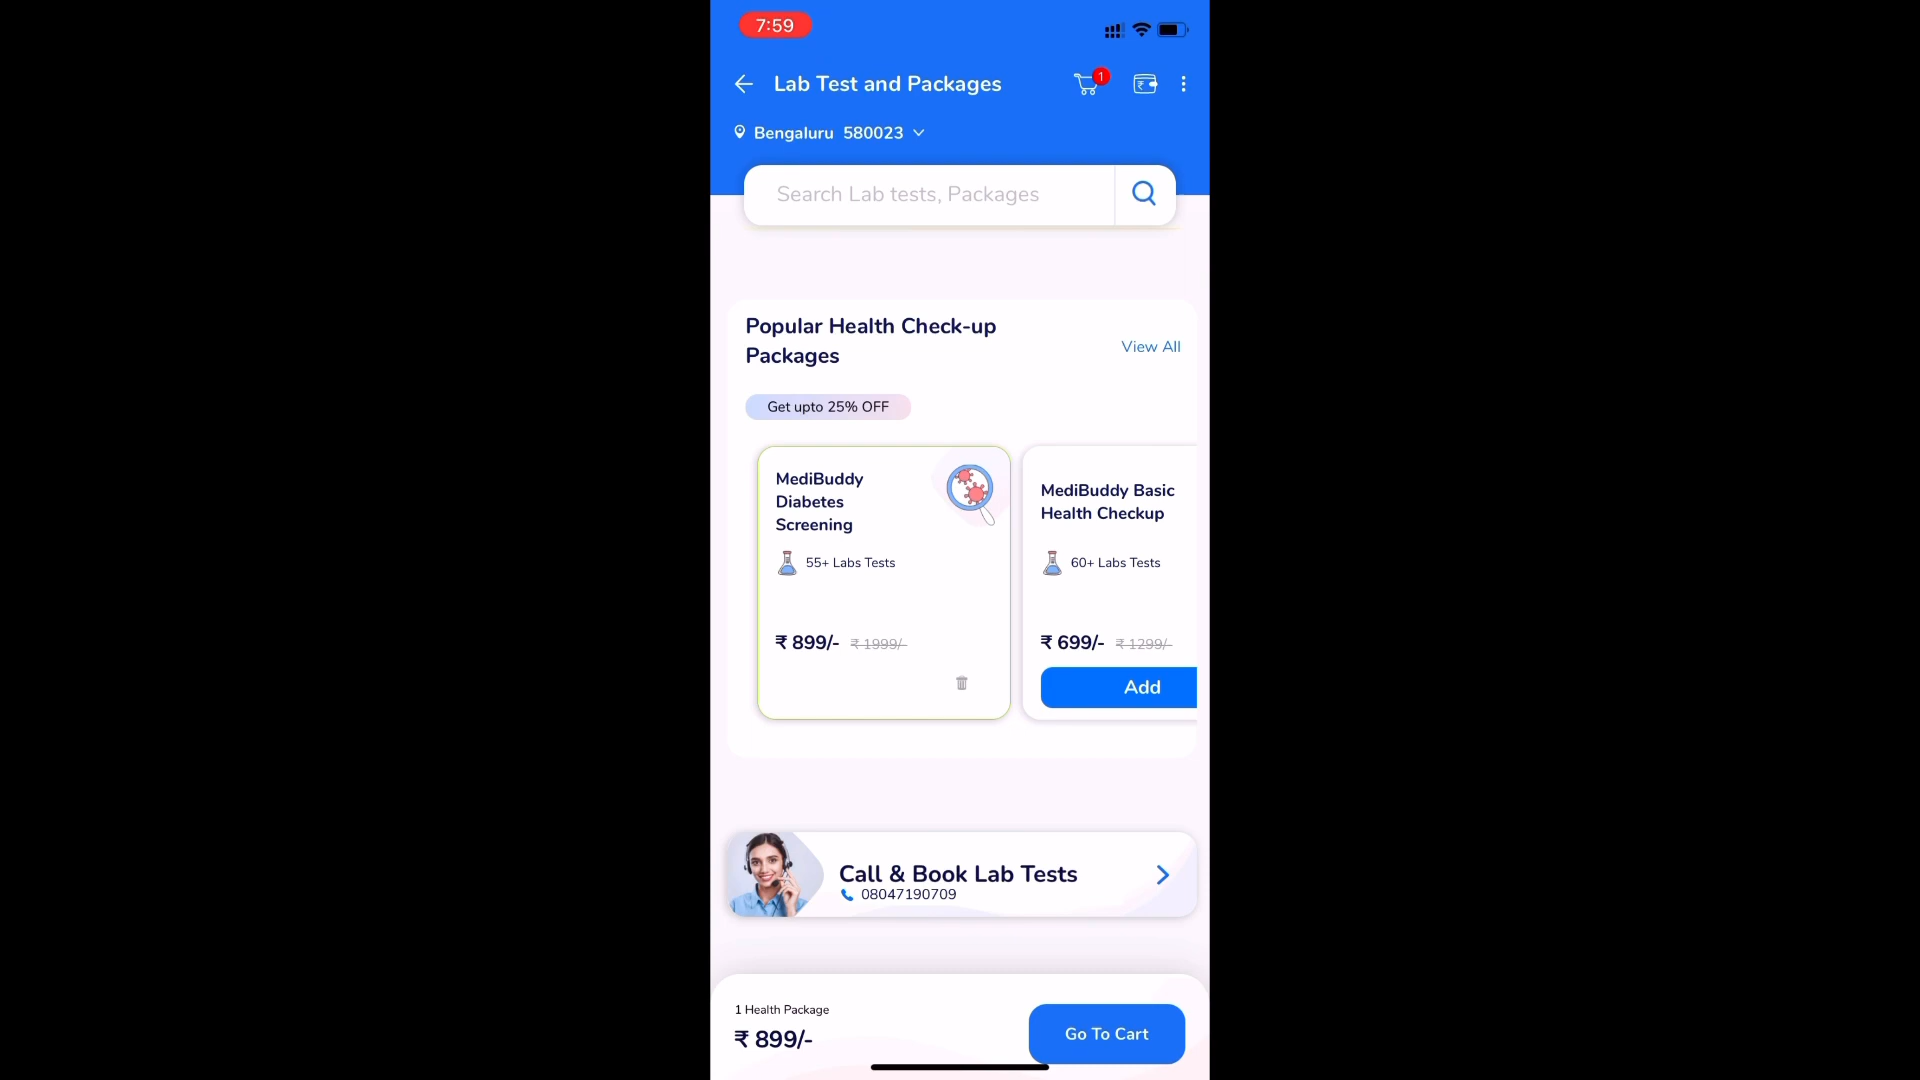 7:59
Lab Test and Packages
1
Bengaluru 580023
Search Lab tests, Packages
Popular Health Check-up
Packages
View All
Get upto 25% OFF
MediBuddy
Diabetes
Screening
55+ Labs Tests
₹ 899/- ₹ 1999/-
MediBuddy Basic
Health Checkup
60+ Labs Tests
₹ 699/- ₹ 1299/-
Add
Call & Book Lab Tests
08047190709
1 Health Package
₹ 899/-
Go To Cart